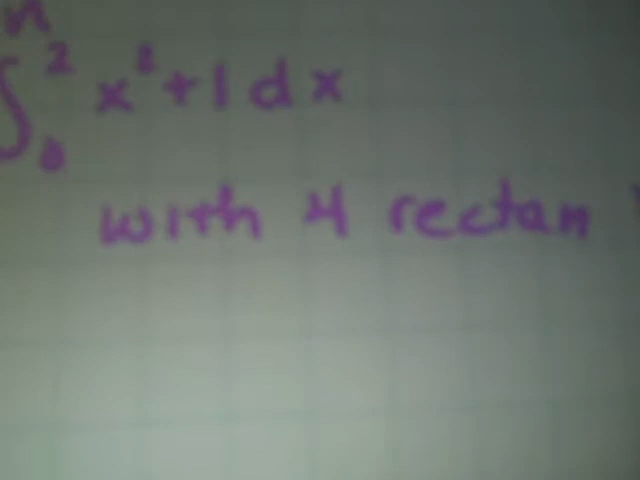 ∫₀² x²+1 dx
with 4 rectan